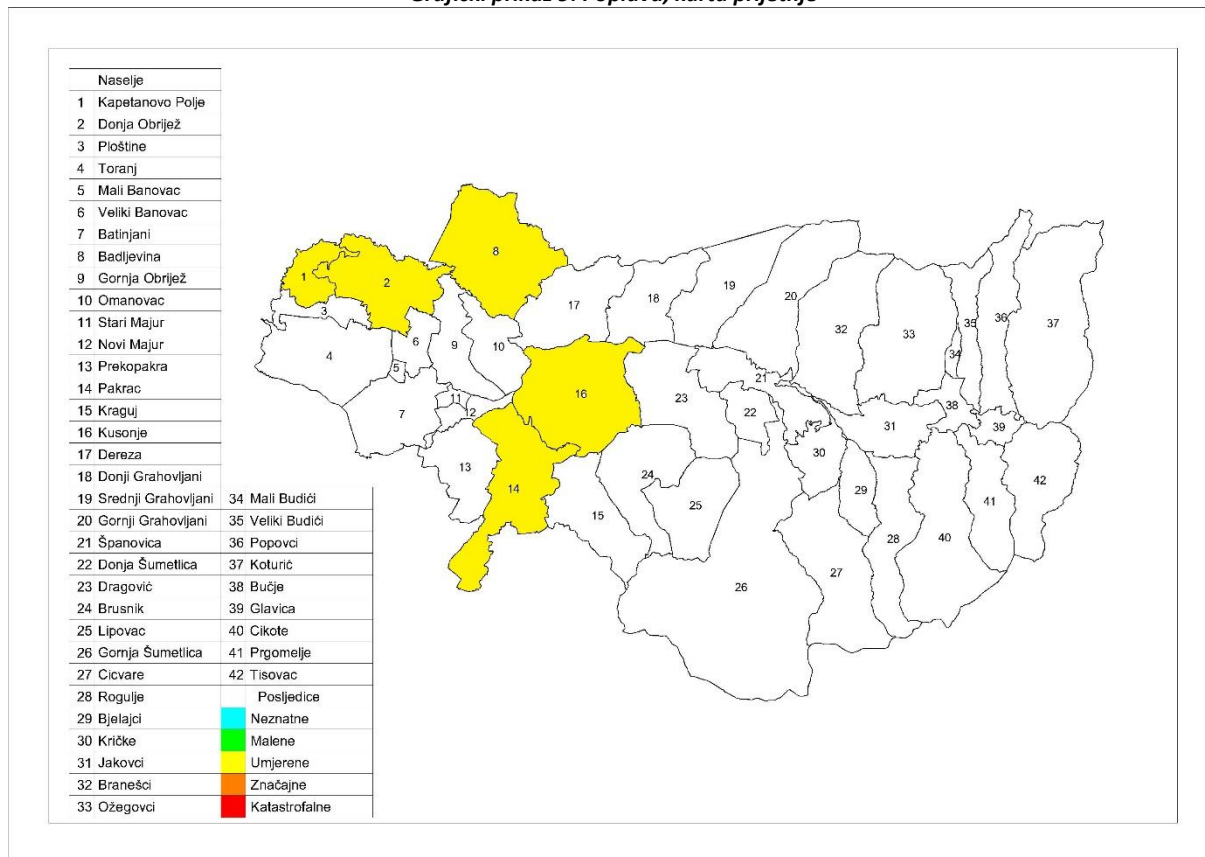 Naselje
1 Kapetanovo Polje
2 Donja Obrijež
3 Ploštine
4 Toranj
5 Mali Banovac
6 Veliki Banovac
7 Batinjani
8 Badljevina
9 Gornja Obrijež
10 Omanovac
11 Stari Majur
12 Novi Majur
13 Prekopakra
14 Pakrac
15 Kraguj
16 Kusonje
17 Dereza
18 Donji Grahovljani
19 Srednji Grahovljani
20 Gornji Grahovljani
21 Španovica
22 Donja Šumetlica
23 Dragović
24 Brusnik
25 Lipovac
26 Gornja Šumetlica
27 Cicvare
28 Rogulje
29 Bjelajci
30 Kričke
31 Jakovci
32 Branešci
33 Ožegovci
34 Mali Budići
35 Veliki Budići
36 Popovci
37 Koturić
38 Bučje
39 Glavica
40 Cikote
41 Prgomelje
42 Tisovac
Posljedice
Neznatne
Malene
Umjerene
Značajne
Katastrofalne
8
1
2
3
4
5
6
7
9
10
11
12
13
14
15
16
17
18
19
20
21
22
23
24
25
26
27
28
29
30
31
32
33
34
35
36
37
38
39
40
41
42